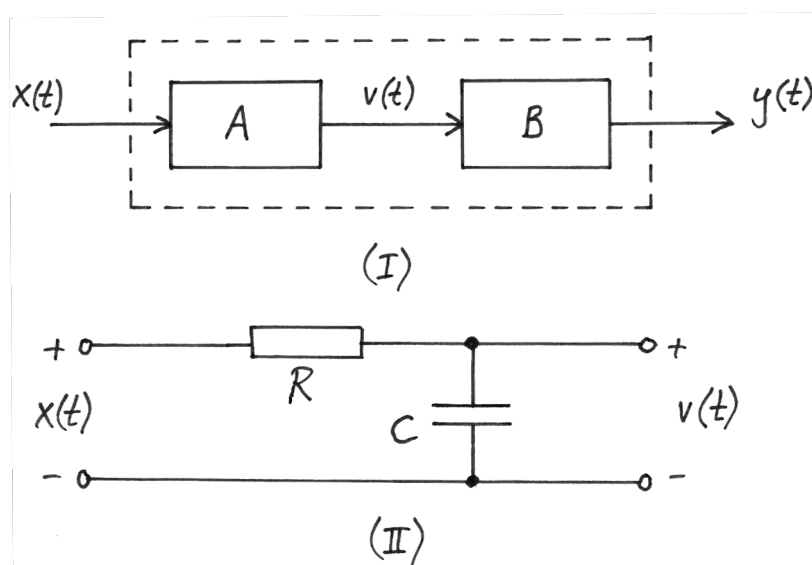 x(t) A v(t) B y(t)
(I)
+ R +
x(t) C v(t)
- -
(II)